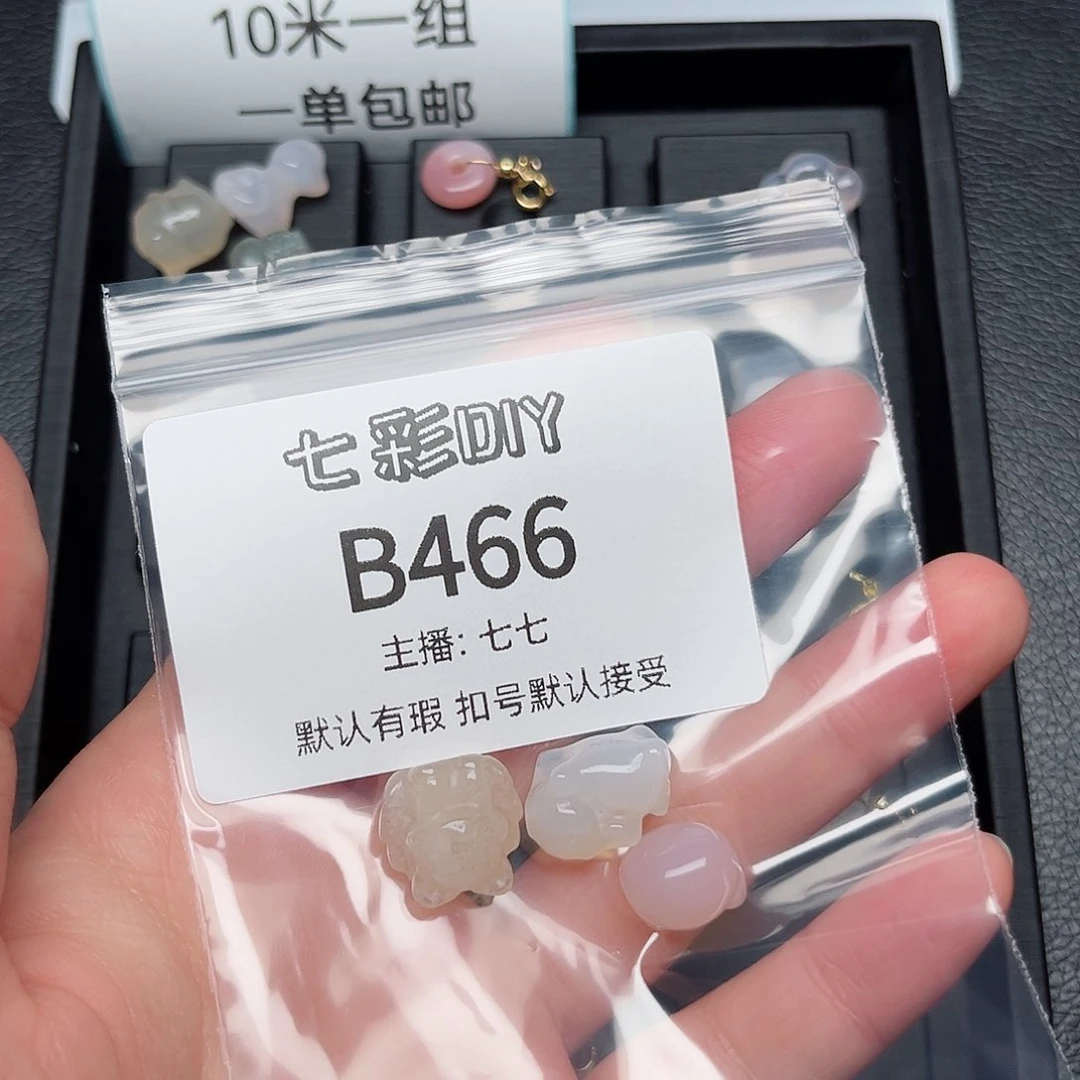 10米一组
一单包邮
七彩DIY
B466
主播: 七七
默认有瑕 扣号默认接受